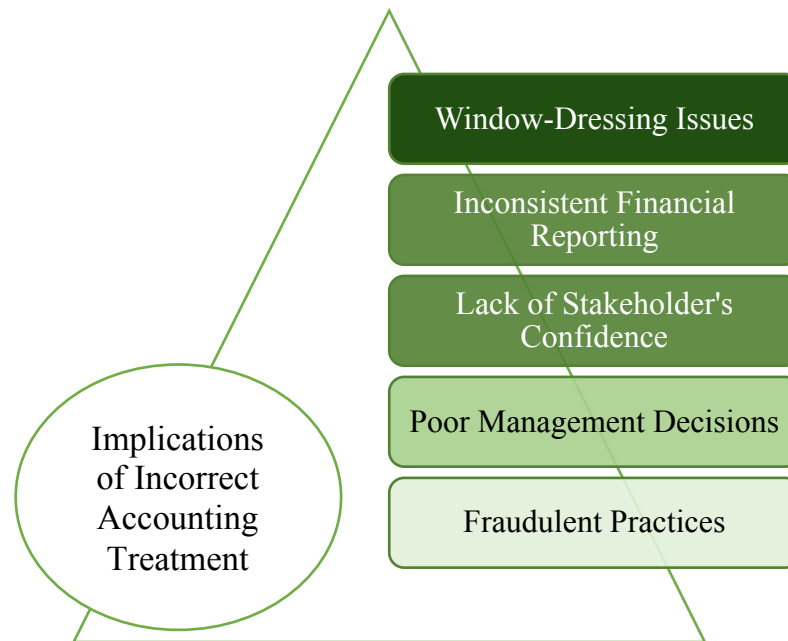 Window-Dressing Issues
Inconsistent Financial
Reporting
Lack of Stakeholder's
Confidence
Poor Management Decisions
Fraudulent Practices
Implications
of Incorrect
Accounting
Treatment